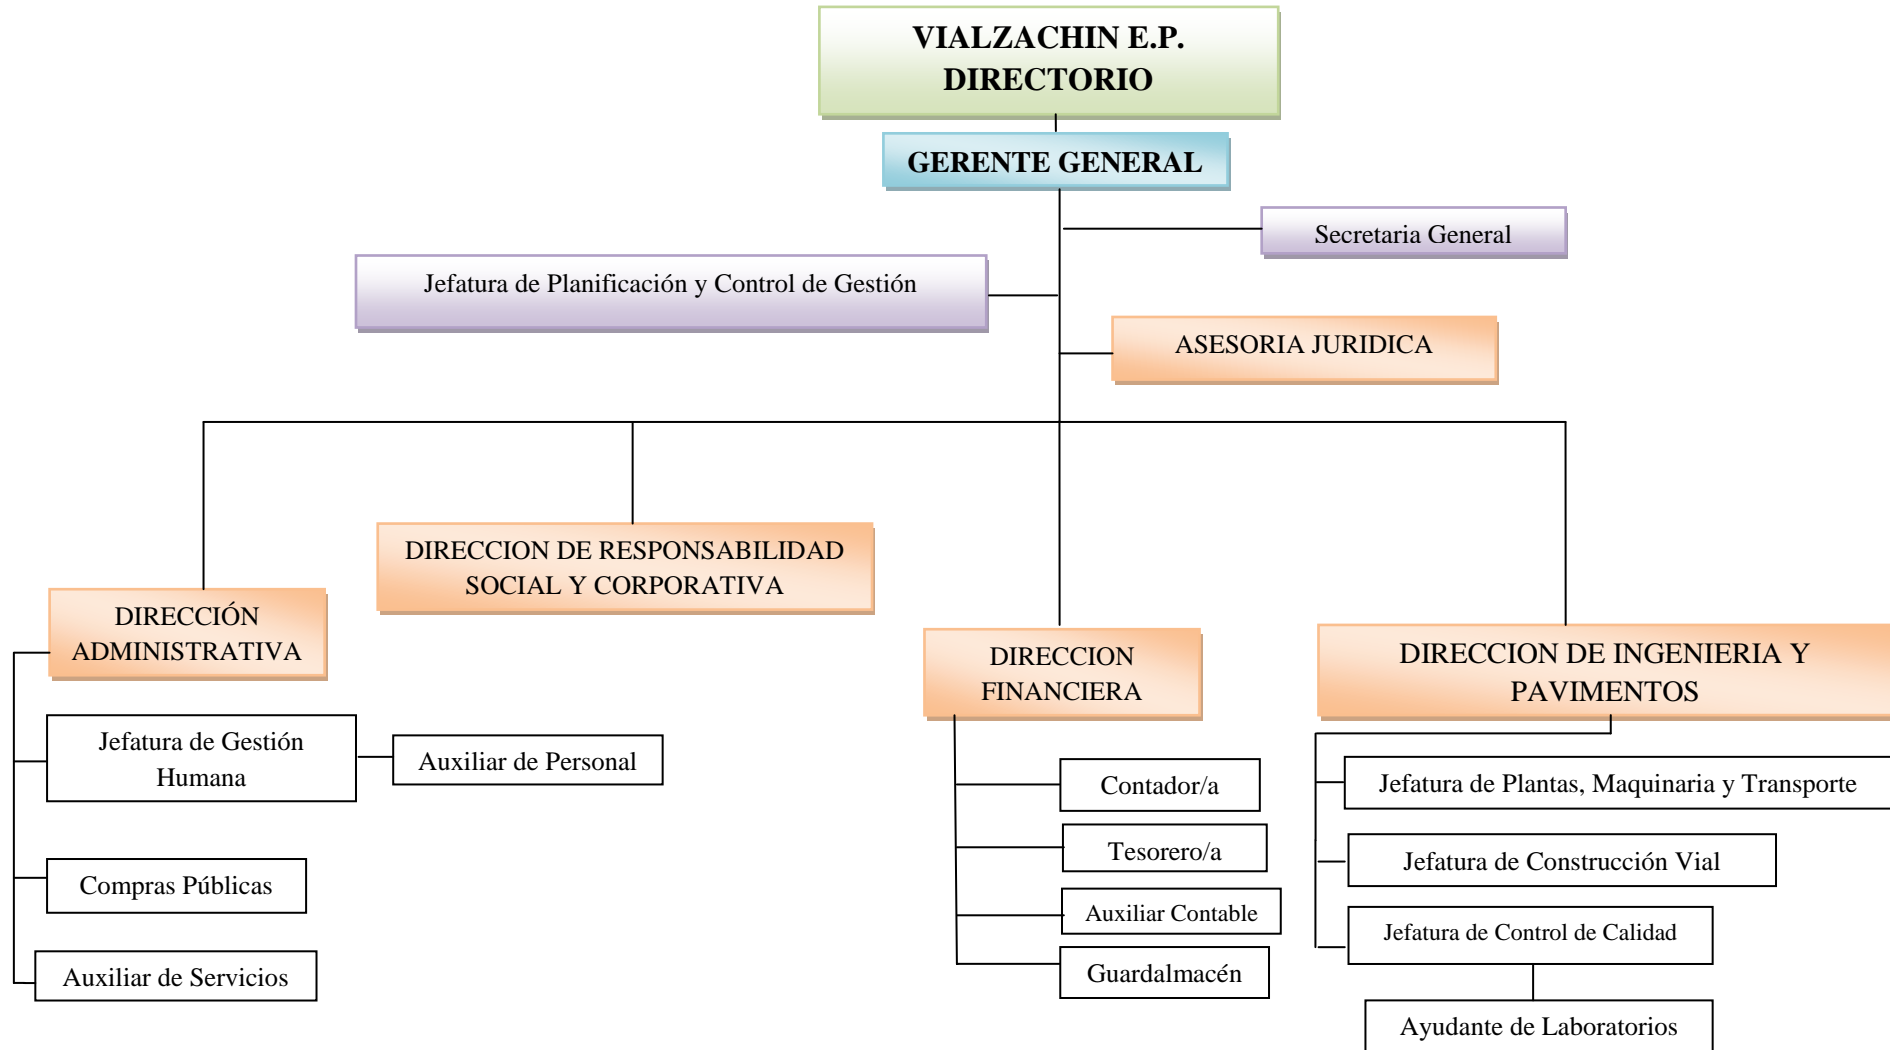 VIALZACHIN E.P.
DIRECTORIO
GERENTE GENERAL
Secretaria General
Jefatura de Planificación y Control de Gestión
ASESORIA JURIDICA
DIRECCIÓN
ADMINISTRATIVA
Jefatura de Gestión
Humana
Auxiliar de Personal
Compras Públicas
Auxiliar de Servicios
DIRECCION DE RESPONSABILIDAD
SOCIAL Y CORPORATIVA
DIRECCION
FINANCIERA
Contador/a
Tesorero/a
Auxiliar Contable
Guardalmacén
DIRECCION DE INGENIERIA Y
PAVIMENTOS
Jefatura de Plantas, Maquinaria y Transporte
Jefatura de Construcción Vial
Jefatura de Control de Calidad
Ayudante de Laboratorios